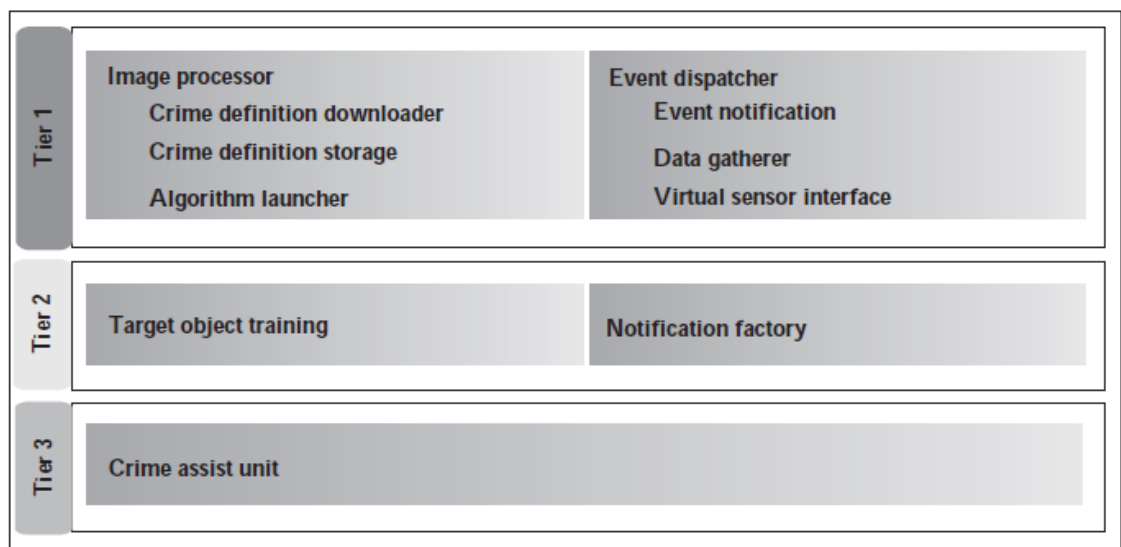 Tier 1
Image processor
Crime definition downloader
Crime definition storage
Algorithm launcher
Event dispatcher
Event notification
Data gatherer
Virtual sensor interface
Tier 2
Target object training
Notification factory
Tier 3
Crime assist unit